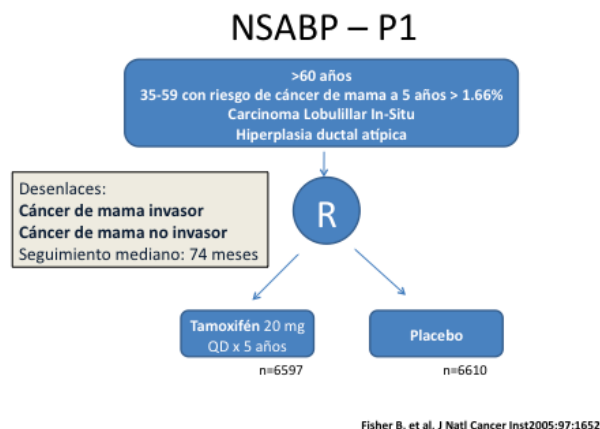 NSABP – P1
>60 años
35-59 con riesgo de cáncer de mama a 5 años > 1.66%
Carcinoma Lobulillar In-Situ
Hiperplasia ductal atípica
Desenlaces:
Cáncer de mama invasor
Cáncer de mama no invasor
Seguimiento mediano: 74 meses
R
Tamoxifén 20 mg
QD x 5 años
n=6597
Placebo
n=6610
Fisher B, et al. J Natl Cancer Inst2005:97:1652